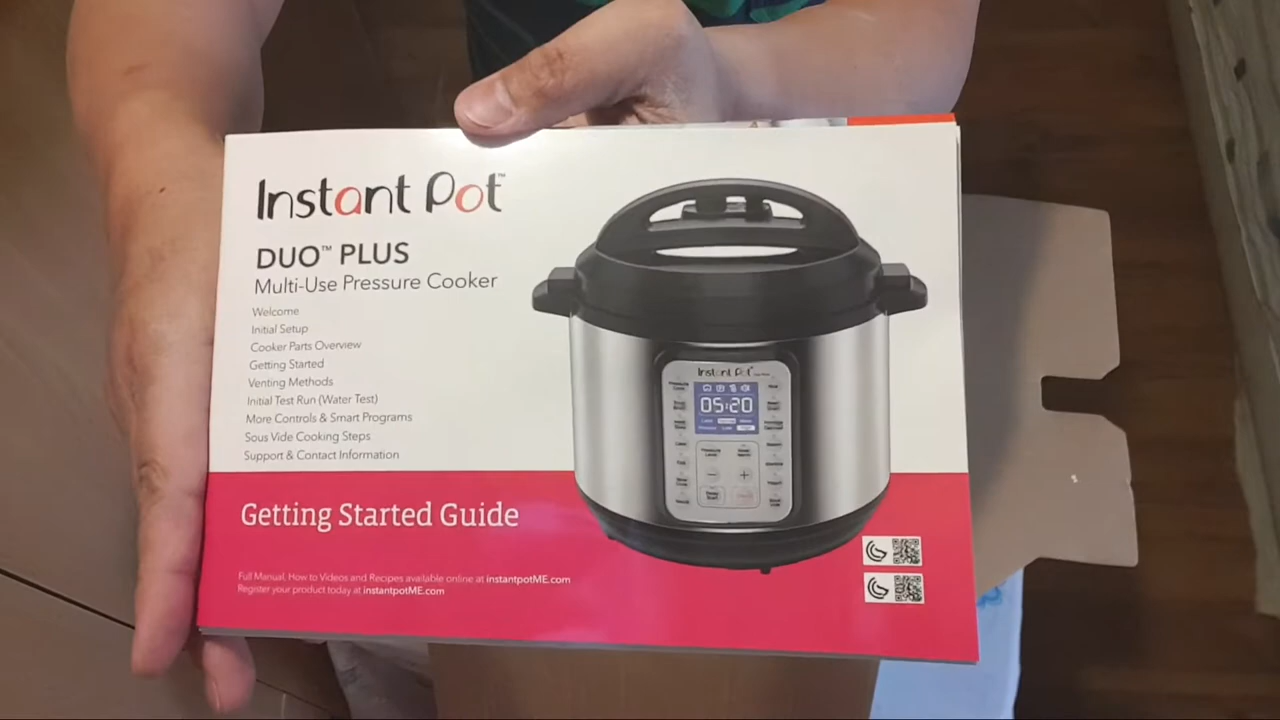 Instant Pot™
DUO™ PLUS
Multi-Use Pressure Cooker
Welcome
Initial Setup
Cooker Parts Overview
Getting Started
Venting Methods
Initial Test Run (Water Test)
More Controls & Smart Programs
Sous Vide Cooking Steps
Support & Contact Information
Getting Started Guide
Full Manual, How to Videos and Recipes available online at instantpotME.com
Register your product today at instantpotME.com
Instant Pot
05:20